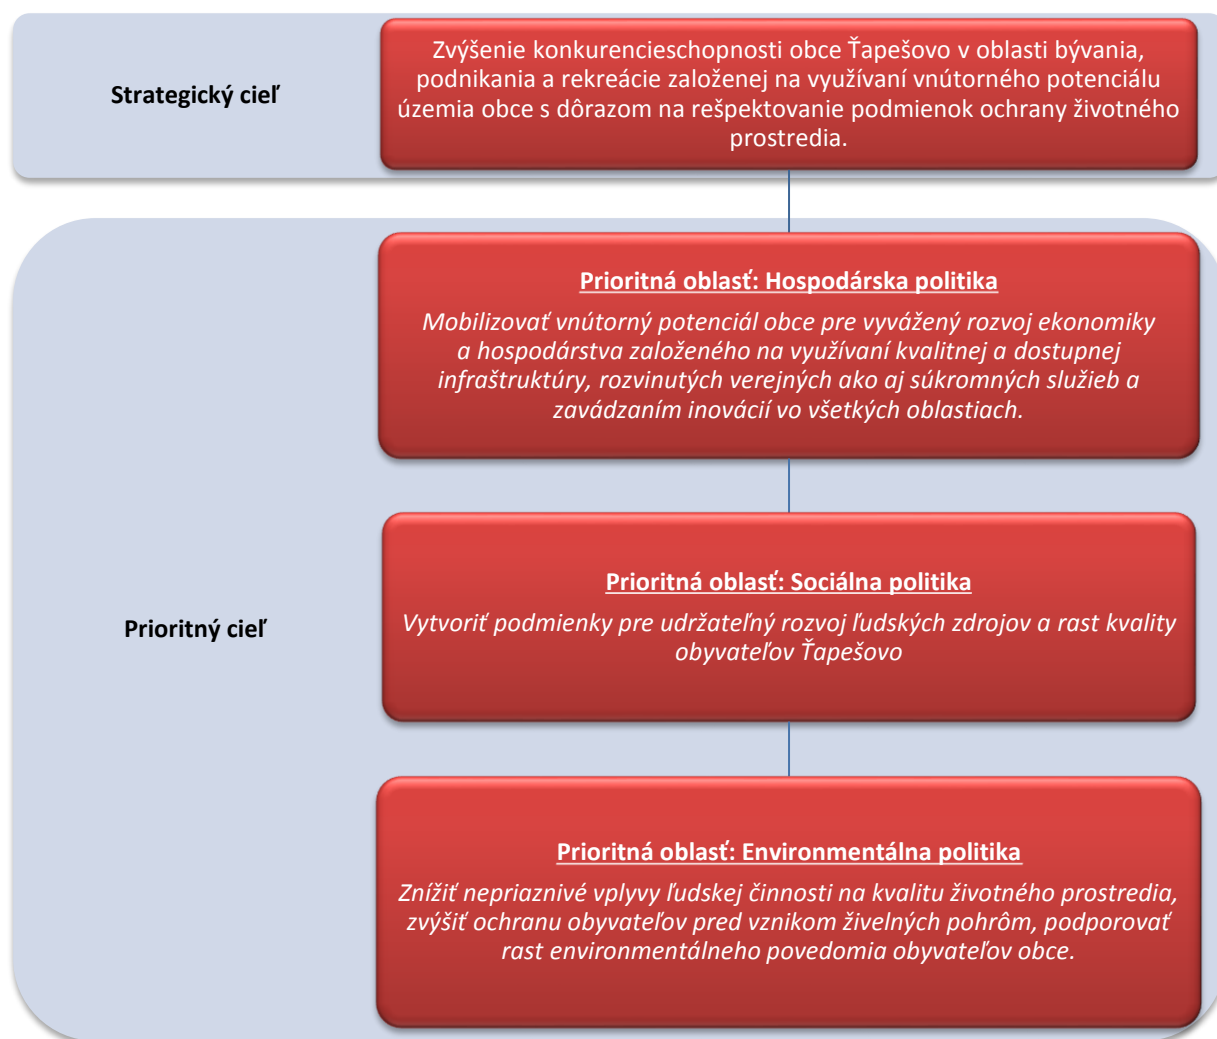 Strategický cieľ
Zvýšenie konkurencieschopnosti obce Ťapešovo v oblasti bývania,
podnikania a rekreácie založenej na využívaní vnútorného potenciálu
územia obce s dôrazom na rešpektovanie podmienok ochrany životného
prostredia.
Prioritný cieľ
Prioritná oblasť: Hospodárska politika
Mobilizovať vnútorný potenciál obce pre vyvážený rozvoj ekonomiky
a hospodárstva založeného na využívaní kvalitnej a dostupnej
infraštruktúry, rozvinutých verejných ako aj súkromných služieb a
zavádzaním inovácií vo všetkých oblastiach.
Prioritná oblasť: Sociálna politika
Vytvoriť podmienky pre udržateľný rozvoj ľudských zdrojov a rast kvality
obyvateľov Ťapešovo
Prioritná oblasť: Environmentálna politika
Znížiť nepriaznivé vplyvy ľudskej činnosti na kvalitu životného prostredia,
zvýšiť ochranu obyvateľov pred vznikom živelných pohrôm, podporovať
rast environmentálneho povedomia obyvateľov obce.